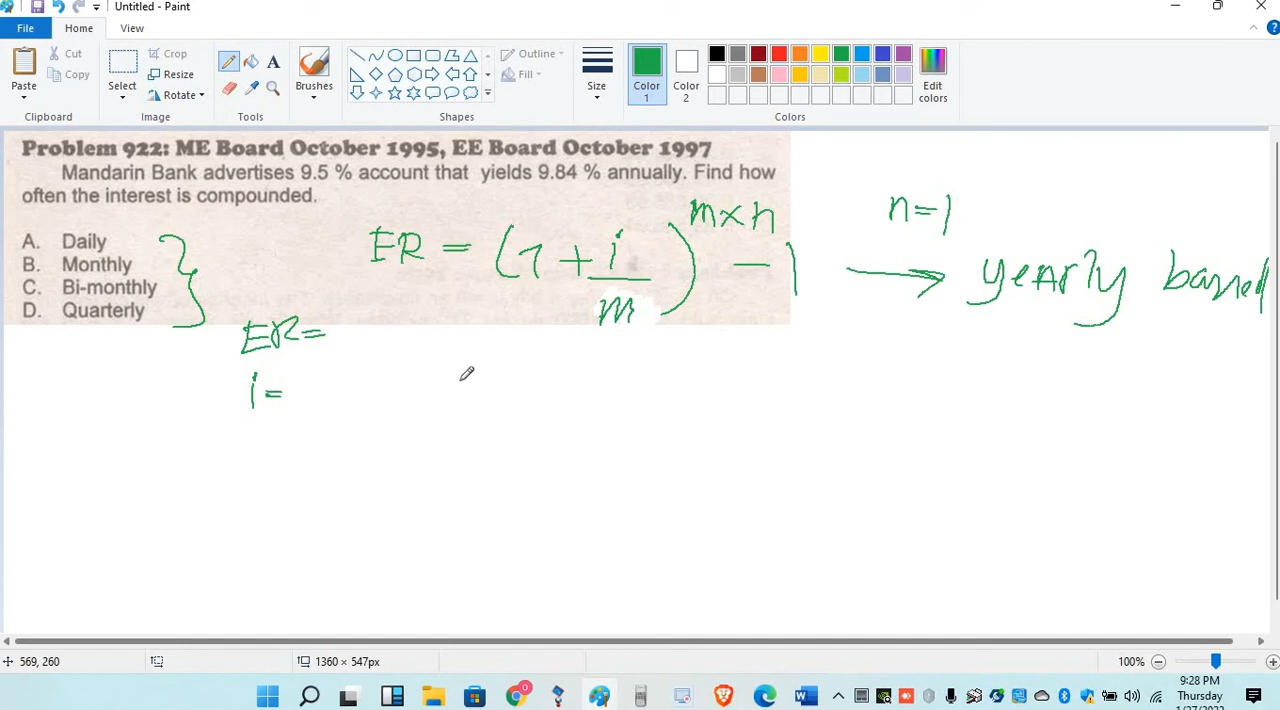 Untitled - Paint
File Home View
Paste Cut Copy Clipboard
Select Crop Resize Rotate Image
Tools
Brushes
Outline Fill Shapes
Size
Color 1 Color 2 Edit colors Colors
Problem 922: ME Board October 1995, EE Board October 1997
Mandarin Bank advertises 9.5 % account that yields 9.84 % annually. Find how
often the interest is compounded.
A. Daily
B. Monthly
C. Bi-monthly
D. Quarterly
ER = (1 + i/m)^m×n - 1
n=1
→ yearly based
ER=
i=
569, 260 1360 × 547px 100%
9:28 PM
Thursday
1/27/2022